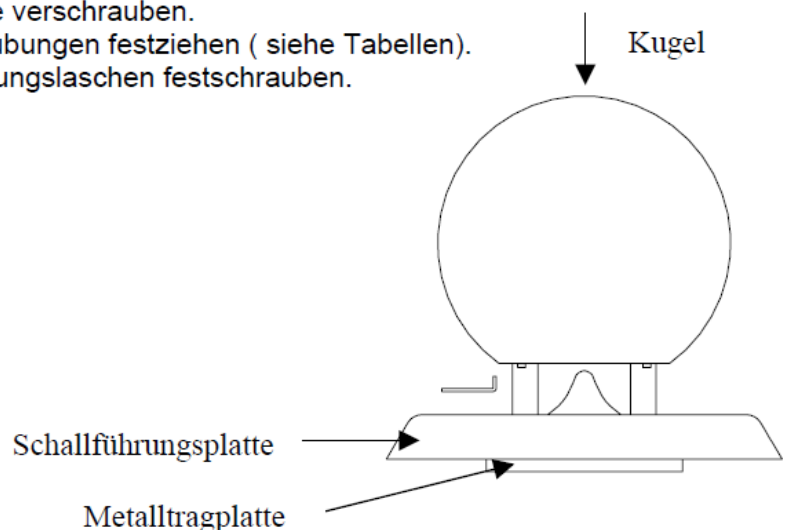 verschrauben.
festziehen ( siehe Tabellen).
festschrauben.
Kugel
Schallführungsplatte
Metalltragplatte